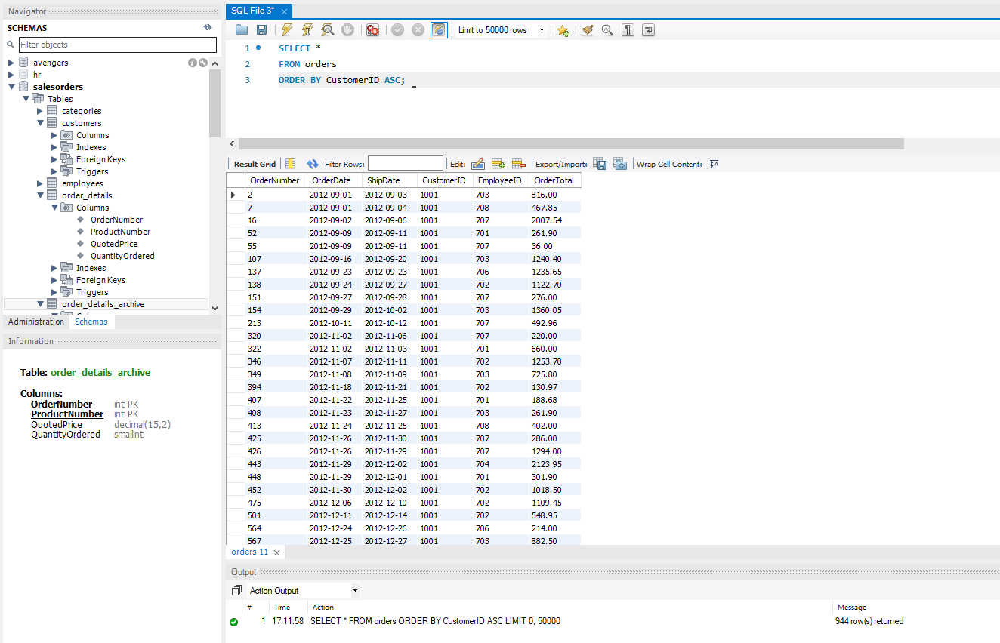 Navigator
SCHEMAS
Filter objects
avengers
hr
salesorders
Tables
categories
customers
Columns
Indexes
Foreign Keys
Triggers
employees
order_details
Columns
OrderNumber
ProductNumber
QuotedPrice
QuantityOrdered
Indexes
Foreign Keys
Triggers
order_details_archive
Administration Schemas
Information
Table: order_details_archive
Columns:
OrderNumber int PK
ProductNumber int PK
QuotedPrice decimal(15,2)
QuantityOrdered smallint
SQL File 3*
Limit to 50000 rows
1 SELECT *
2 FROM orders
3 ORDER BY CustomerID ASC;
Result Grid Filter Rows: Edit: Export/Import: Wrap Cell Content:
OrderNumber OrderDate ShipDate CustomerID EmployeeID OrderTotal
2 2012-09-01 2012-09-03 1001 703 816.00
7 2012-09-01 2012-09-04 1001 708 467.85
16 2012-09-02 2012-09-06 1001 707 2007.54
52 2012-09-09 2012-09-11 1001 701 261.90
55 2012-09-09 2012-09-11 1001 707 36.00
107 2012-09-16 2012-09-20 1001 703 1240.40
137 2012-09-23 2012-09-23 1001 706 1235.65
138 2012-09-24 2012-09-27 1001 702 1122.70
151 2012-09-27 2012-09-28 1001 707 276.00
154 2012-09-29 2012-10-02 1001 703 1360.05
213 2012-10-11 2012-10-12 1001 707 492.96
320 2012-11-02 2012-11-06 1001 707 220.00
322 2012-11-02 2012-11-03 1001 701 660.00
346 2012-11-07 2012-11-11 1001 702 1253.70
349 2012-11-08 2012-11-09 1001 703 725.80
394 2012-11-18 2012-11-21 1001 702 130.97
407 2012-11-22 2012-11-25 1001 701 188.68
408 2012-11-23 2012-11-27 1001 703 261.90
413 2012-11-24 2012-11-25 1001 708 402.00
425 2012-11-26 2012-11-30 1001 707 286.00
426 2012-11-26 2012-11-29 1001 707 1294.00
443 2012-11-29 2012-12-02 1001 704 2123.95
448 2012-11-29 2012-12-01 1001 701 301.90
452 2012-11-30 2012-12-02 1001 702 1018.50
475 2012-12-06 2012-12-10 1001 702 1109.45
501 2012-12-11 2012-12-14 1001 702 548.95
564 2012-12-24 2012-12-26 1001 706 214.00
567 2012-12-25 2012-12-27 1001 703 882.50
orders 11
Output
Action Output
# Time Action Message
1 17:11:58 SELECT * FROM orders ORDER BY CustomerID ASC LIMIT 0, 50000 944 row(s) returned